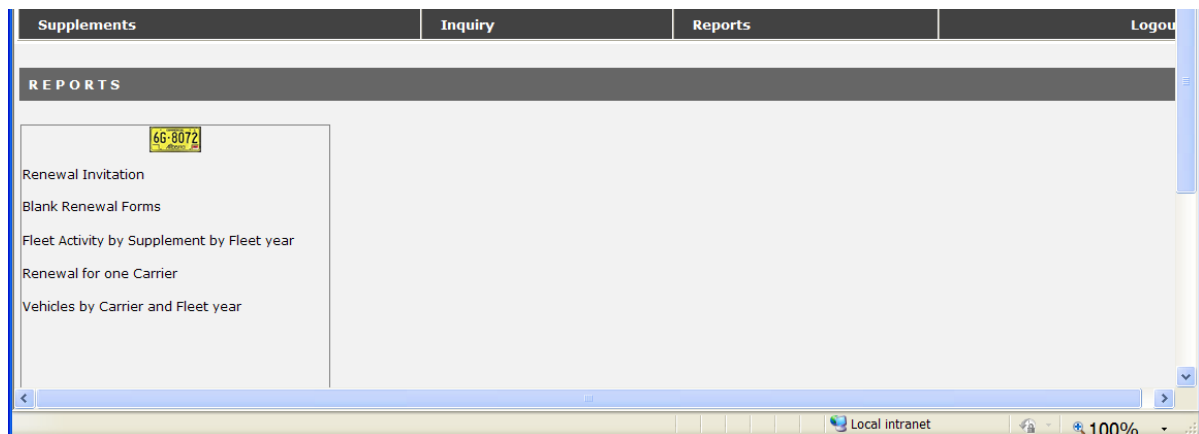 Supplements Inquiry Reports Logou
REPORTS
6G-8072
Renewal Invitation
Blank Renewal Forms
Fleet Activity by Supplement by Fleet year
Renewal for one Carrier
Vehicles by Carrier and Fleet year
Local intranet 100%